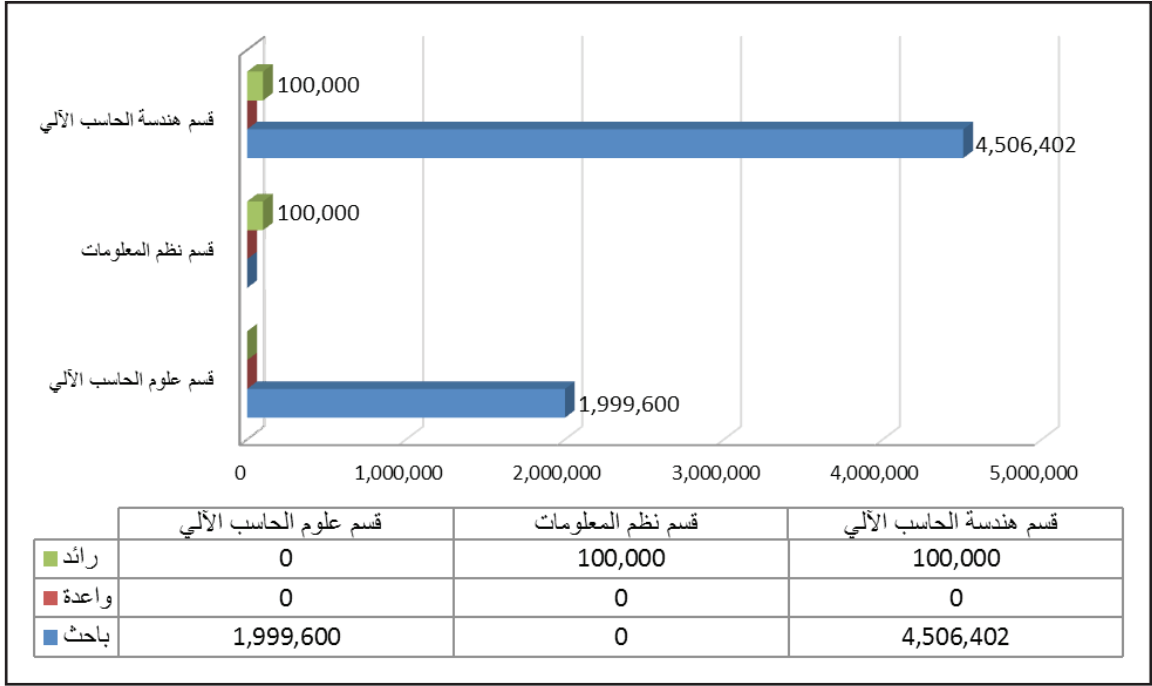 100,000
قسم هندسة الحاسب الآلي
4,506,402
100,000
قسم نظم المعلومات
قسم علوم الحاسب الآلي
1,999,600
0 1,000,000 2,000,000 3,000,000 4,000,000 5,000,000
قسم علوم الحاسب الآلي قسم نظم المعلومات قسم هندسة الحاسب الآلي
رائد 0 100,000 100,000
واعدة 0 0 0
باحث 1,999,600 0 4,506,402